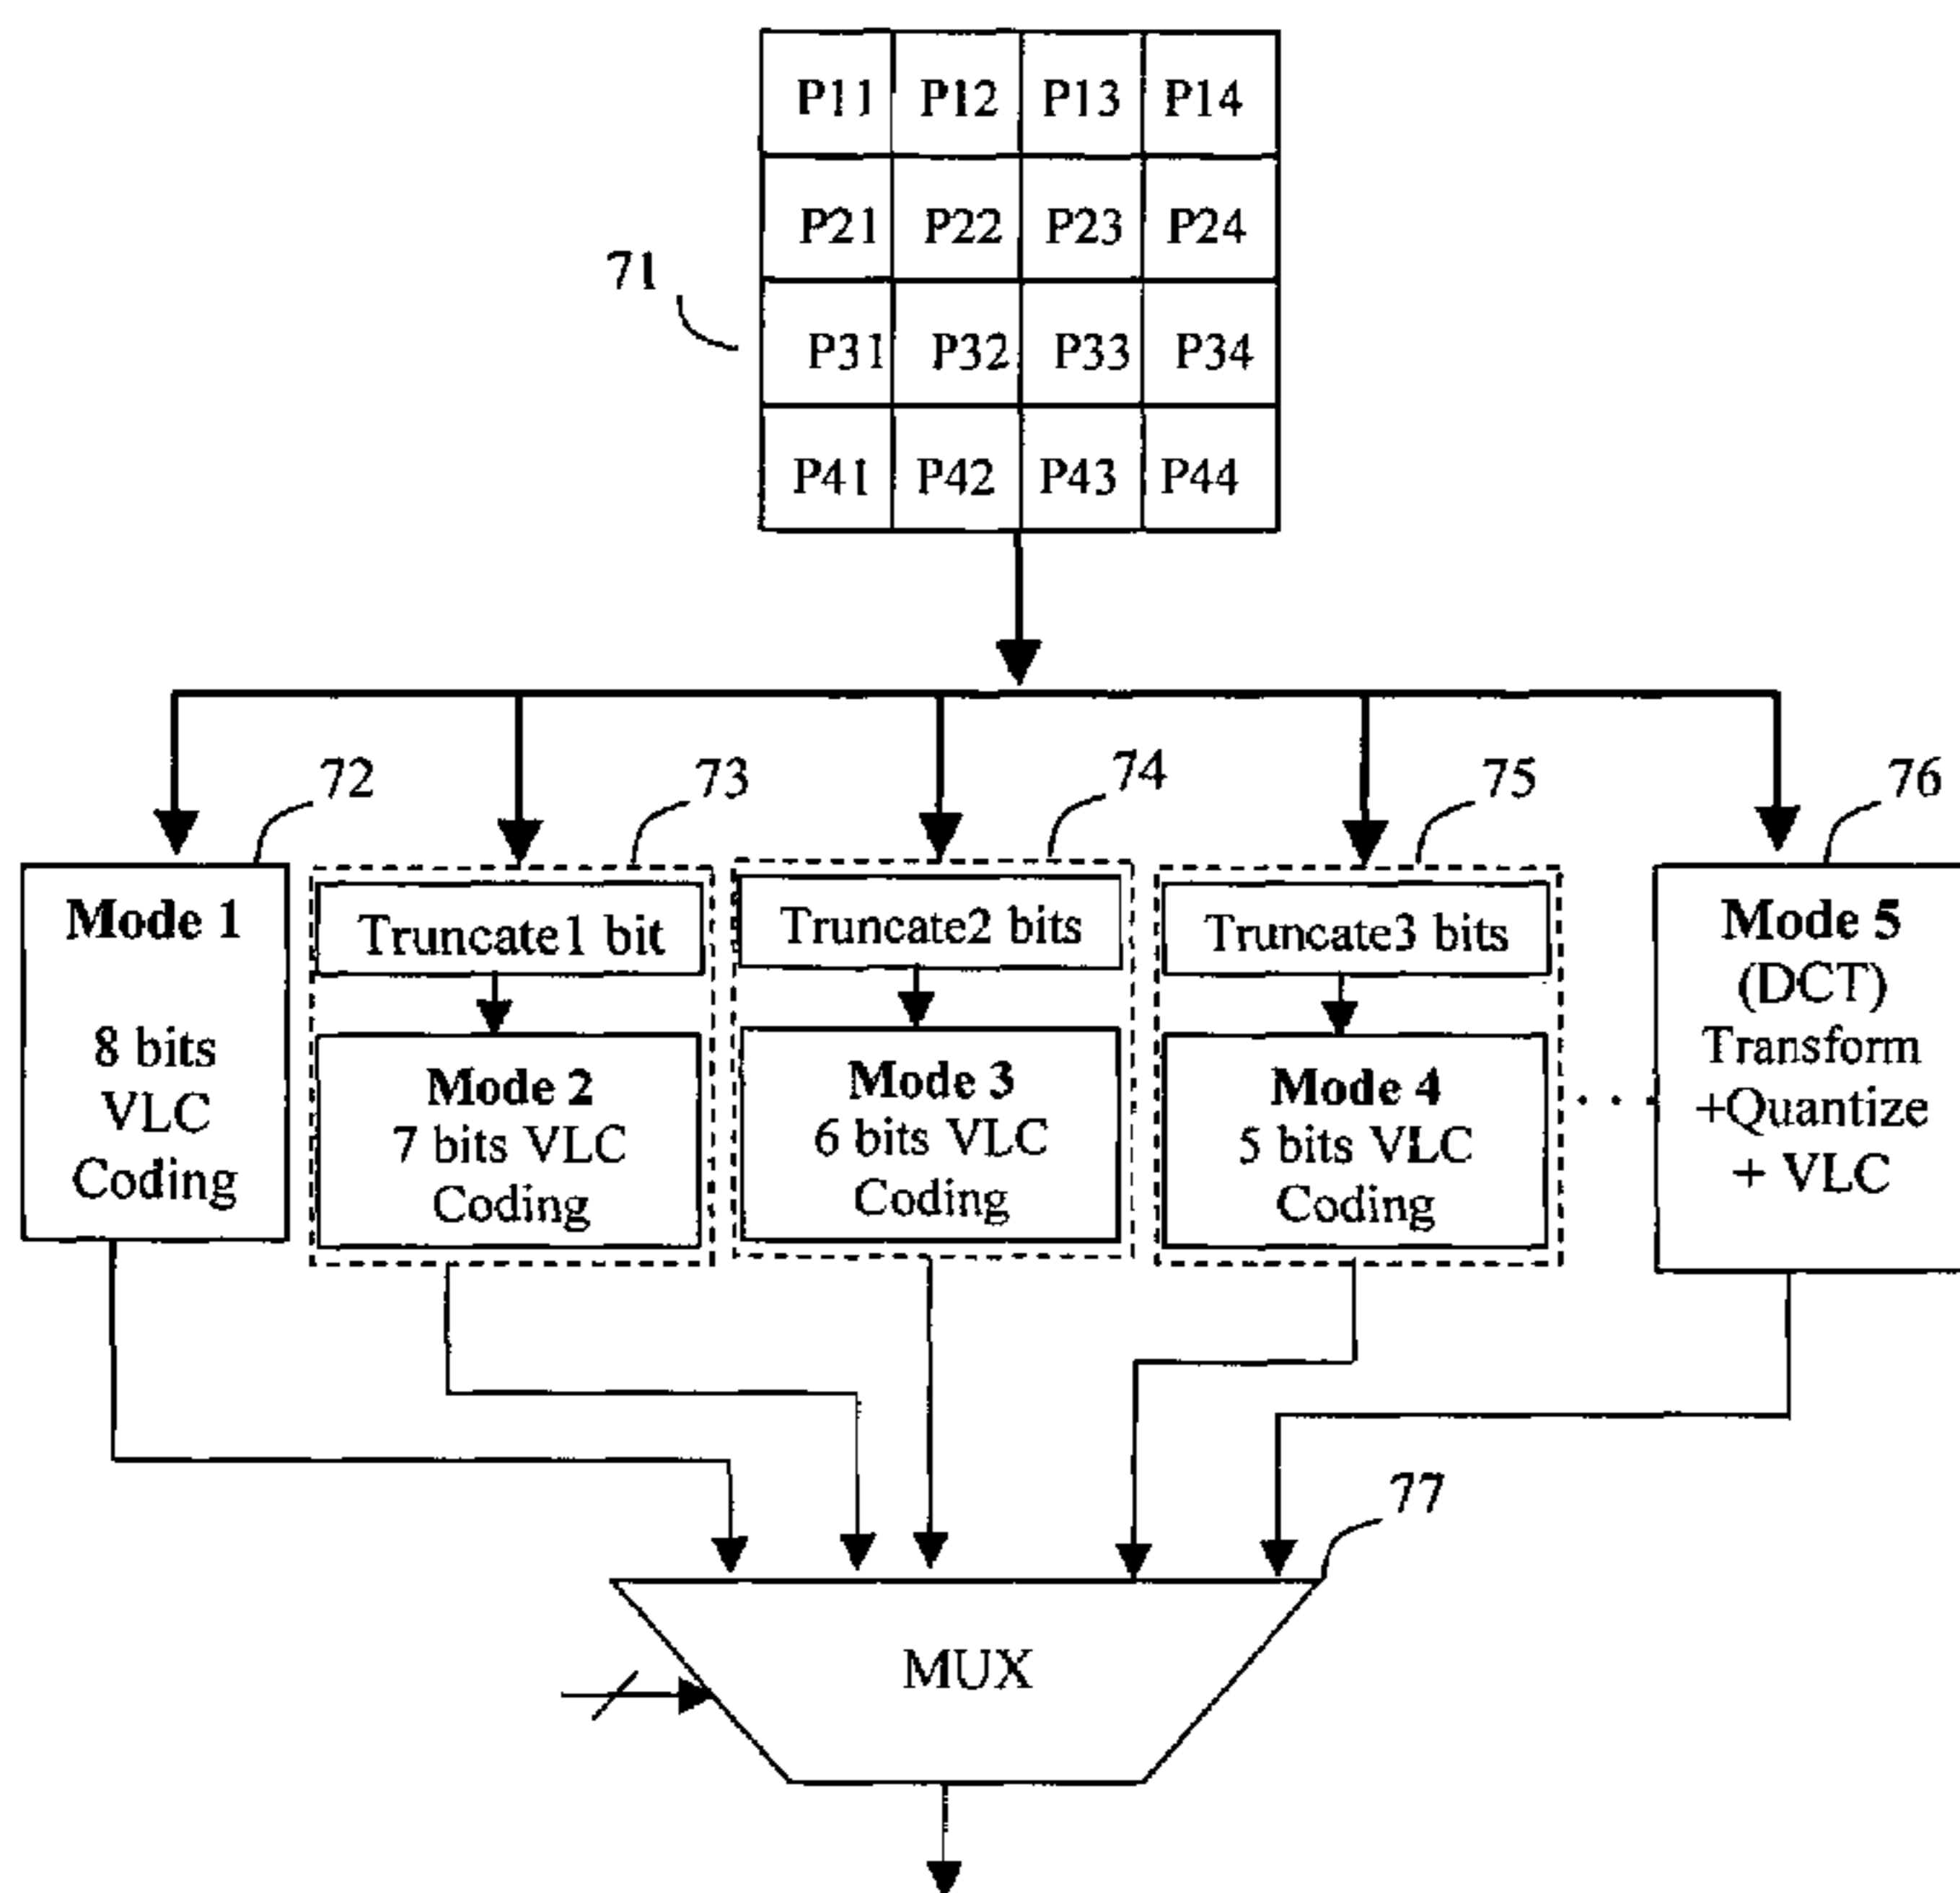 P11 P12 P13 P14
P21 P22 P23 P24
71
P31 P32 P33 P34
P41 P42 P43 P44
72 73 74 75 76
Mode 1
8 bits
VLC
Coding
Truncate1 bit
Mode 2
7 bits VLC
Coding
Truncate2 bits
Mode 3
6 bits VLC
Coding
Truncate3 bits
Mode 4
5 bits VLC
Coding
. . .
Mode 5
(DCT)
Transform
+Quantize
+ VLC
77
MUX